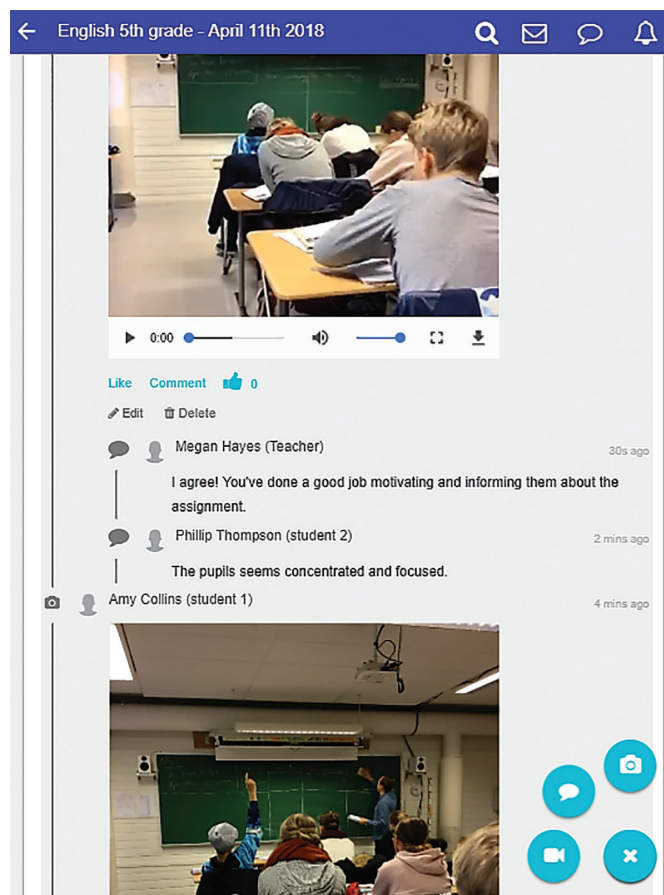 English 5th grade - April 11th 2018
0:00
Like Comment 0
Edit Delete
Megan Hayes (Teacher) 30s ago
I agree! You've done a good job motivating and informing them about the
assignment.
Phillip Thompson (student 2) 2 mins ago
The pupils seems concentrated and focused.
Amy Collins (student 1) 4 mins ago